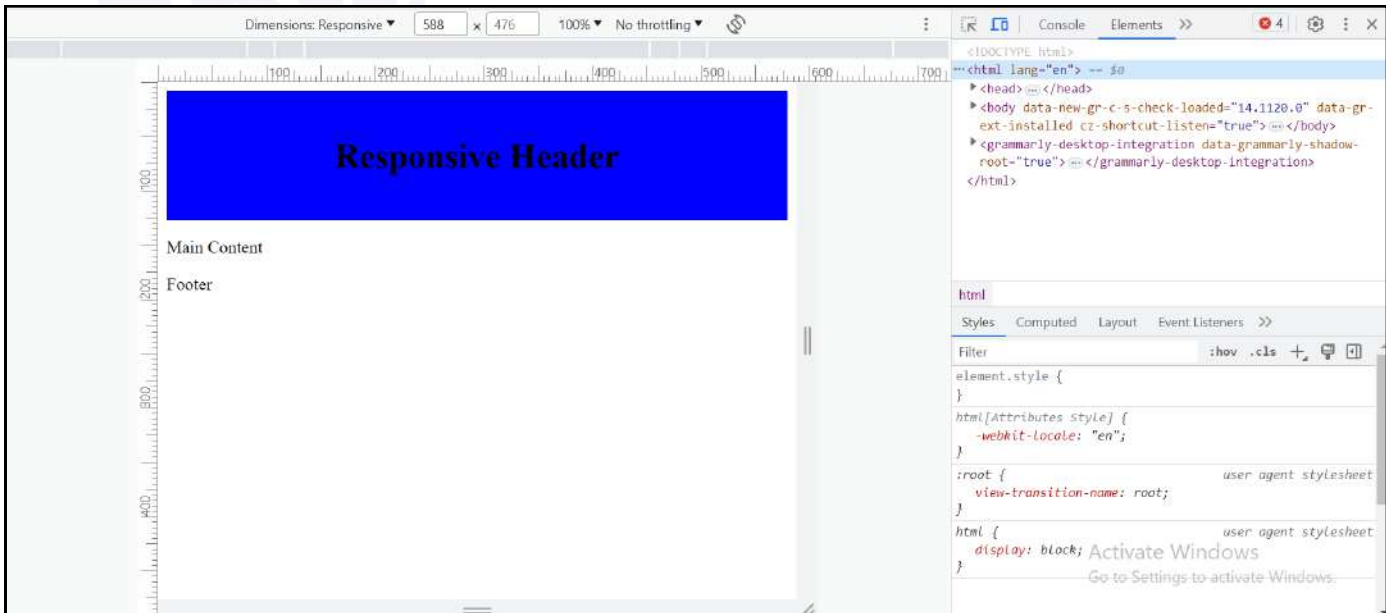 Dimensions: Responsive ▼ 588 x 476 100% ▼ No throttling ▼
Console Elements >> 4
100 200 300 400 500 600 700
<!DOCTYPE html>
···<html lang="en"> == $0
<head> ··· </head>
<body data-new-gr-c-s-check-loaded="14.1120.0" data-gr-
ext-installed cz-shortcut-listen="true"> ··· </body>
<grammarly-desktop-integration data-grammarly-shadow-
root="true"> ··· </grammarly-desktop-integration>
</html>
Responsive Header
Main Content
Footer
100
200
300
400
html
Styles Computed Layout Event Listeners >>
Filter :hov .cls +
element.style {
}
html[Attributes Style] {
-webkit-locale: "en";
}
:root { user agent stylesheet
view-transition-name: root;
}
html { user agent stylesheet
display: block;
}
Activate Windows
Go to Settings to activate Windows.